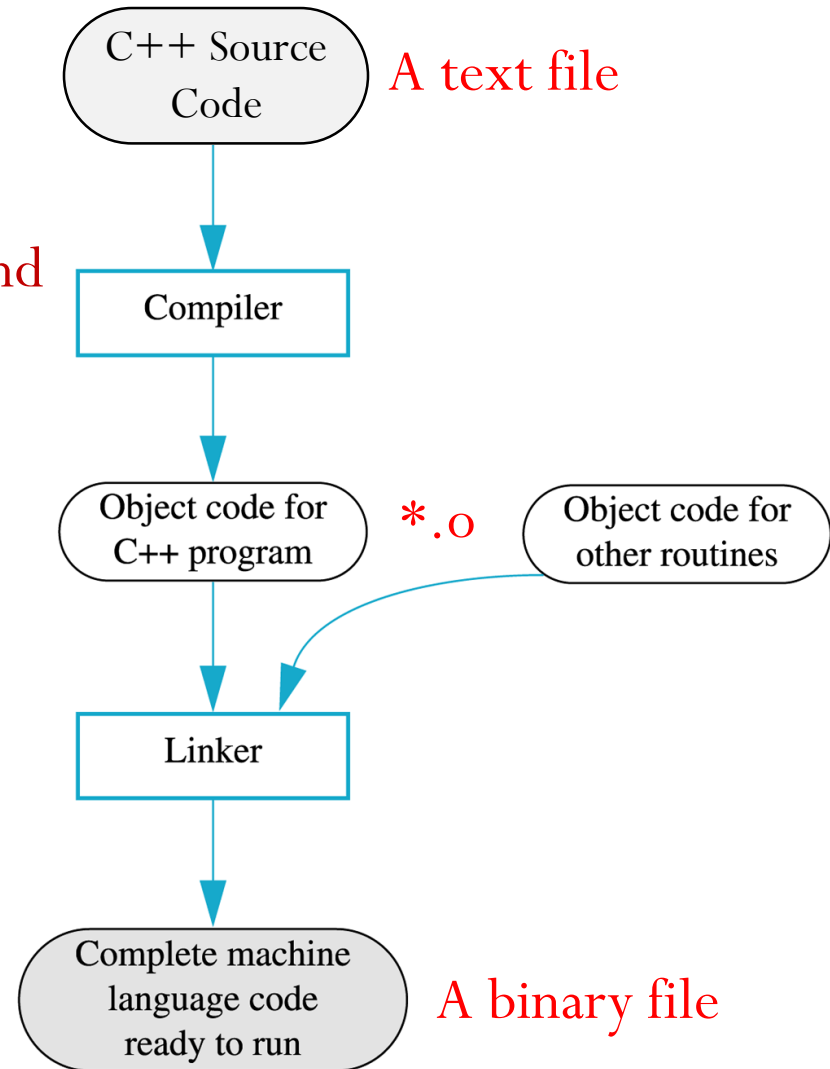 C++ Source
Code
A text file
nd
Compiler
Object code for
C++ program
*.o
Object code for
other routines
Linker
Complete machine
language code
ready to run
A binary file